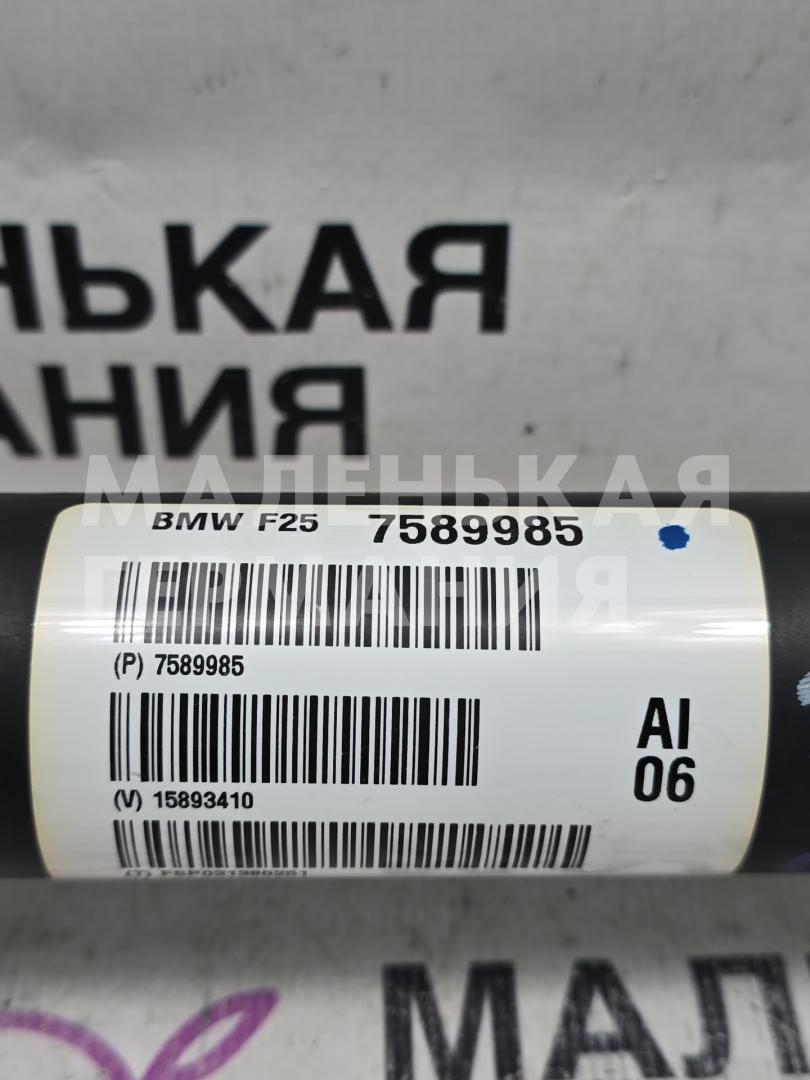 НЬКАЯ
АНИЯ
МАЛЕНЬКАЯ
ГЕРМАНИЯ
BMW F25 7589985
(P) 7589985
(V) 15893410
AI
06
МАЛ